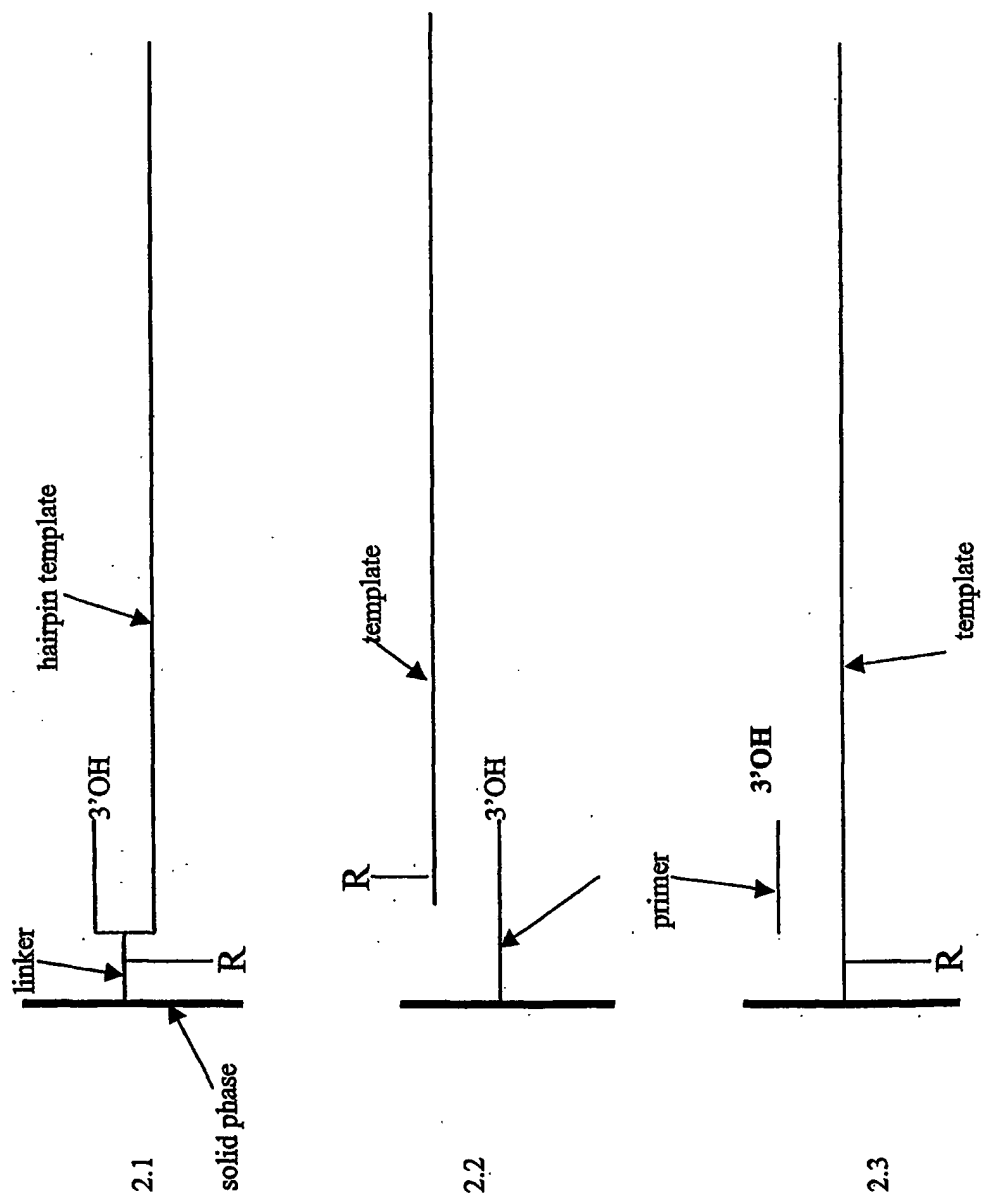 hairpin template
linker
3'OH
R
solid phase
2.1
template
R
3'OH
2.2
primer
3'OH
R
template
2.3